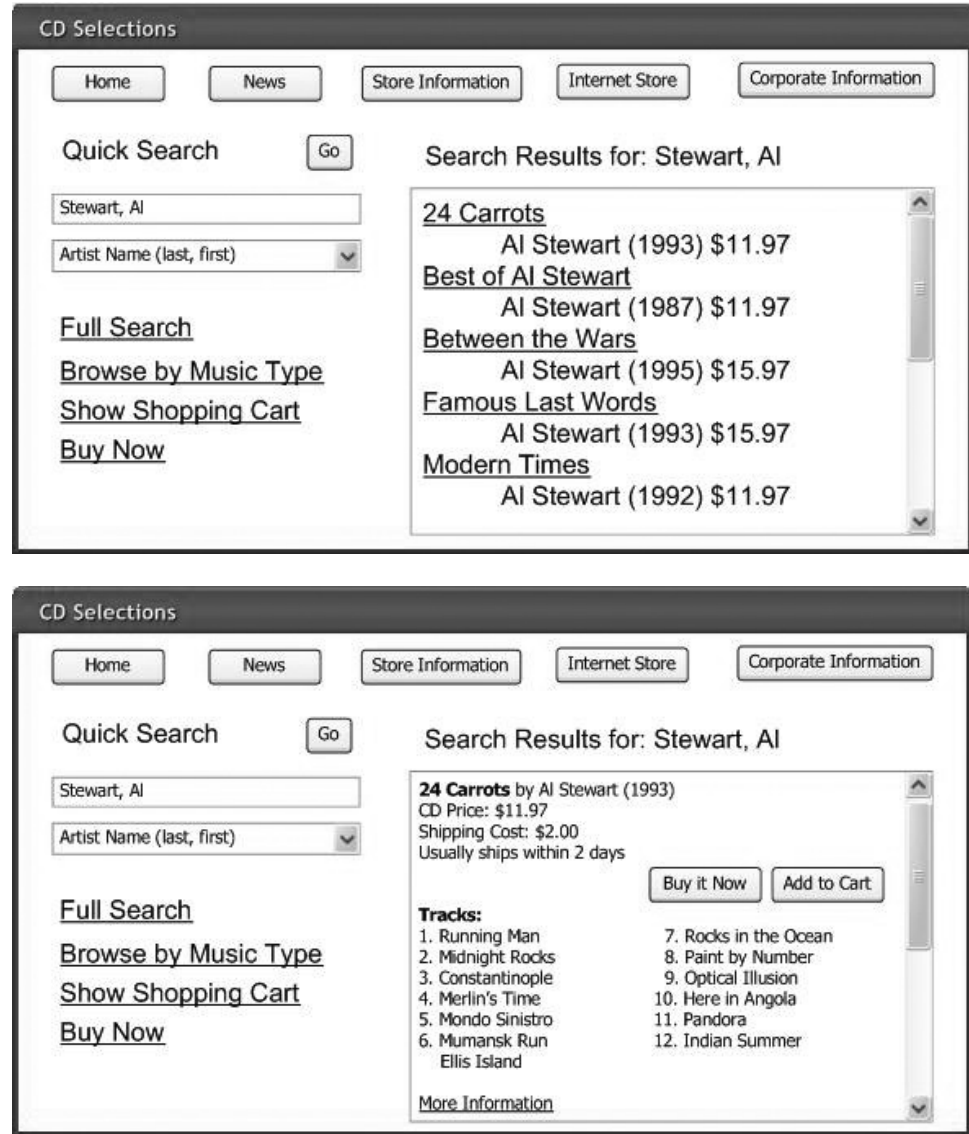 CD Selections
Home News Store Information Internet Store Corporate Information
Quick Search Go
Stewart, Al
Artist Name (last, first)
Full Search
Browse by Music Type
Show Shopping Cart
Buy Now
Search Results for: Stewart, Al
24 Carrots
Al Stewart (1993) $11.97
Best of Al Stewart
Al Stewart (1987) $11.97
Between the Wars
Al Stewart (1995) $15.97
Famous Last Words
Al Stewart (1993) $15.97
Modern Times
Al Stewart (1992) $11.97
CD Selections
Home News Store Information Internet Store Corporate Information
Quick Search Go
Stewart, Al
Artist Name (last, first)
Full Search
Browse by Music Type
Show Shopping Cart
Buy Now
Search Results for: Stewart, Al
24 Carrots by Al Stewart (1993)
CD Price: $11.97
Shipping Cost: $2.00
Usually ships within 2 days
Buy it Now Add to Cart
Tracks:
1. Running Man
2. Midnight Rocks
3. Constantinople
4. Merlin's Time
5. Mondo Sinistro
6. Mumansk Run
Ellis Island
7. Rocks in the Ocean
8. Paint by Number
9. Optical Illusion
10. Here in Angola
11. Pandora
12. Indian Summer
More Information